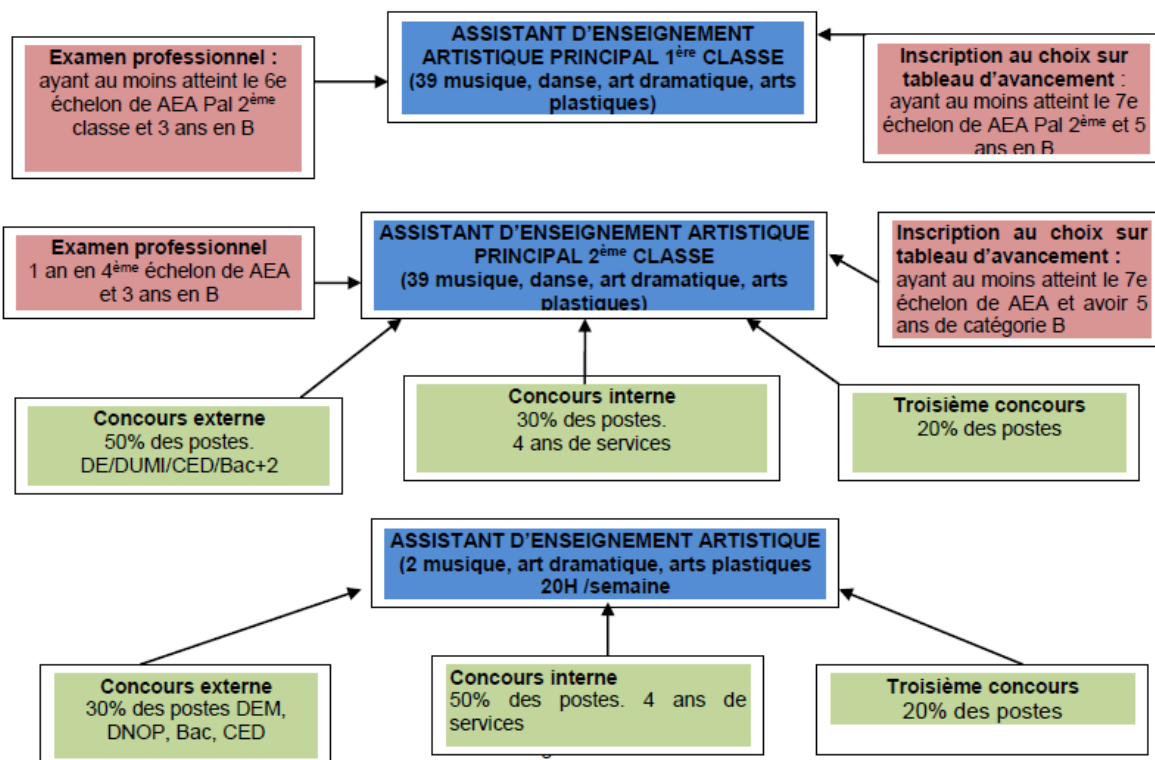 ASSISTANT D'ENSEIGNEMENT
ARTISTIQUE PRINCIPAL 1ère CLASSE
(39 musique, danse, art dramatique, arts
plastiques)
Examen professionnel :
ayant au moins atteint le 6e
échelon de AEA Pal 2ème
classe et 3 ans en B
Inscription au choix sur
tableau d'avancement :
ayant au moins atteint le 7e
échelon de AEA Pal 2ème et 5
ans en B
ASSISTANT D'ENSEIGNEMENT ARTISTIQUE
PRINCIPAL 2ème CLASSE
(39 musique, danse, art dramatique, arts
plastiques)
Examen professionnel
1 an en 4ème échelon de AEA
et 3 ans en B
Inscription au choix sur
tableau d'avancement :
ayant au moins atteint le 7e
échelon de AEA et avoir 5
ans de catégorie B
Concours externe
50% des postes.
DE/DUMI/CED/Bac+2
Concours interne
30% des postes.
4 ans de services
Troisième concours
20% des postes
ASSISTANT D'ENSEIGNEMENT ARTISTIQUE
(2 musique, art dramatique, arts plastiques
20H /semaine
Concours externe
30% des postes DEM,
DNOP, Bac, CED
Concours interne
50% des postes. 4 ans de
services
Troisième concours
20% des postes